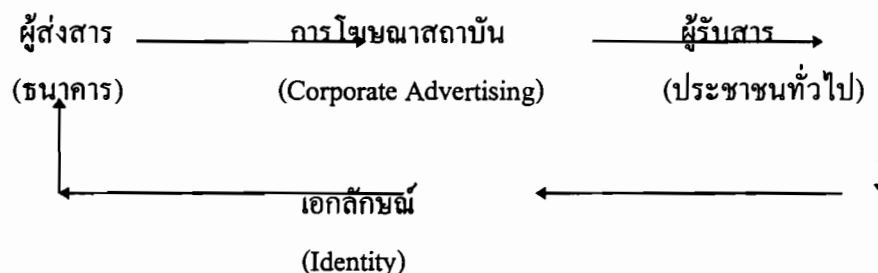 ผู้ส่งสาร การโฆษณาสถาบัน ผู้รับสาร
(ธนาคาร) (Corporate Advertising) (ประชาชนทั่วไป)
เอกลักษณ์
(Identity)